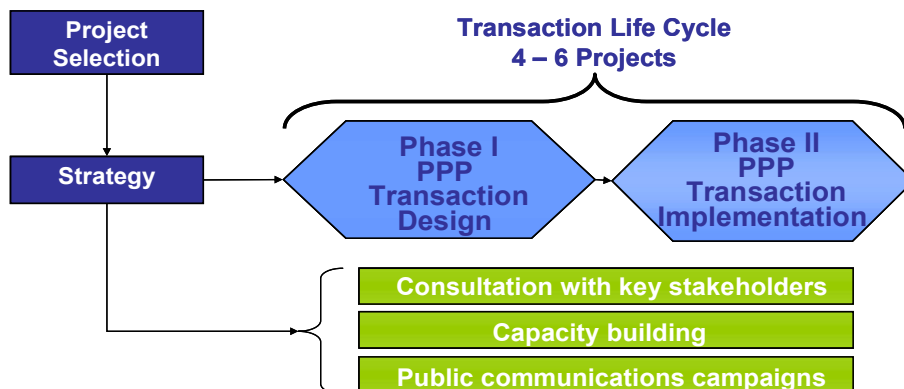 Project
Selection
Transaction Life Cycle
4 – 6 Projects
Strategy
Phase I
PPP
Transaction
Design
Phase II
PPP
Transaction
Implementation
Consultation with key stakeholders
Capacity building
Public communications campaigns